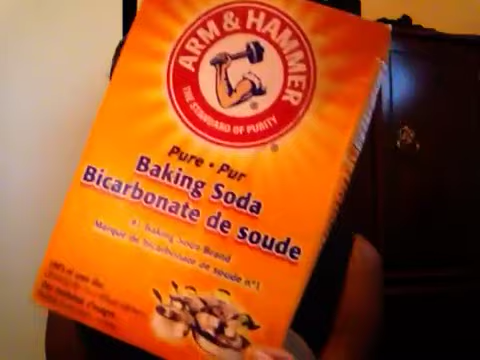 ARM & HAMMER
THE STANDARD OF PURITY
Pure • Pur
Baking Soda
Bicarbonate de soude
#1 Baking Soda Brand
Marque de bicarbonate de soude nº1